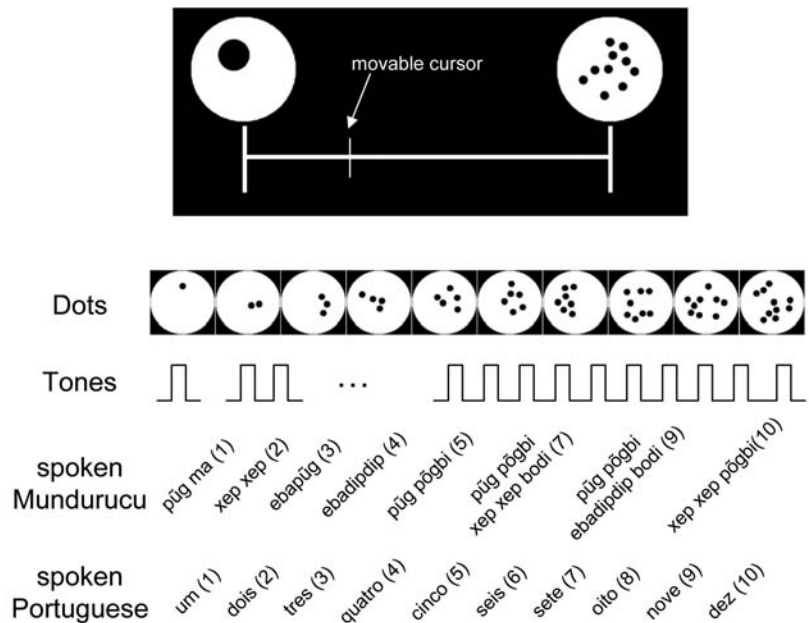 movable cursor
Dots
Tones
...
spoken
Mundurucu
pũg ma (1)
xep xep (2)
ebapũg (3)
ebadipdip (4)
pũg põgbi (5)
pũg põgbi
xep xep bodi (7)
pũg põgbi
ebadipdip bodi (9)
xep xep põgbi(10)
spoken
Portuguese
um (1)
dois (2)
tres (3)
quatro (4)
cinco (5)
seis (6)
sete (7)
oito (8)
nove (9)
dez (10)